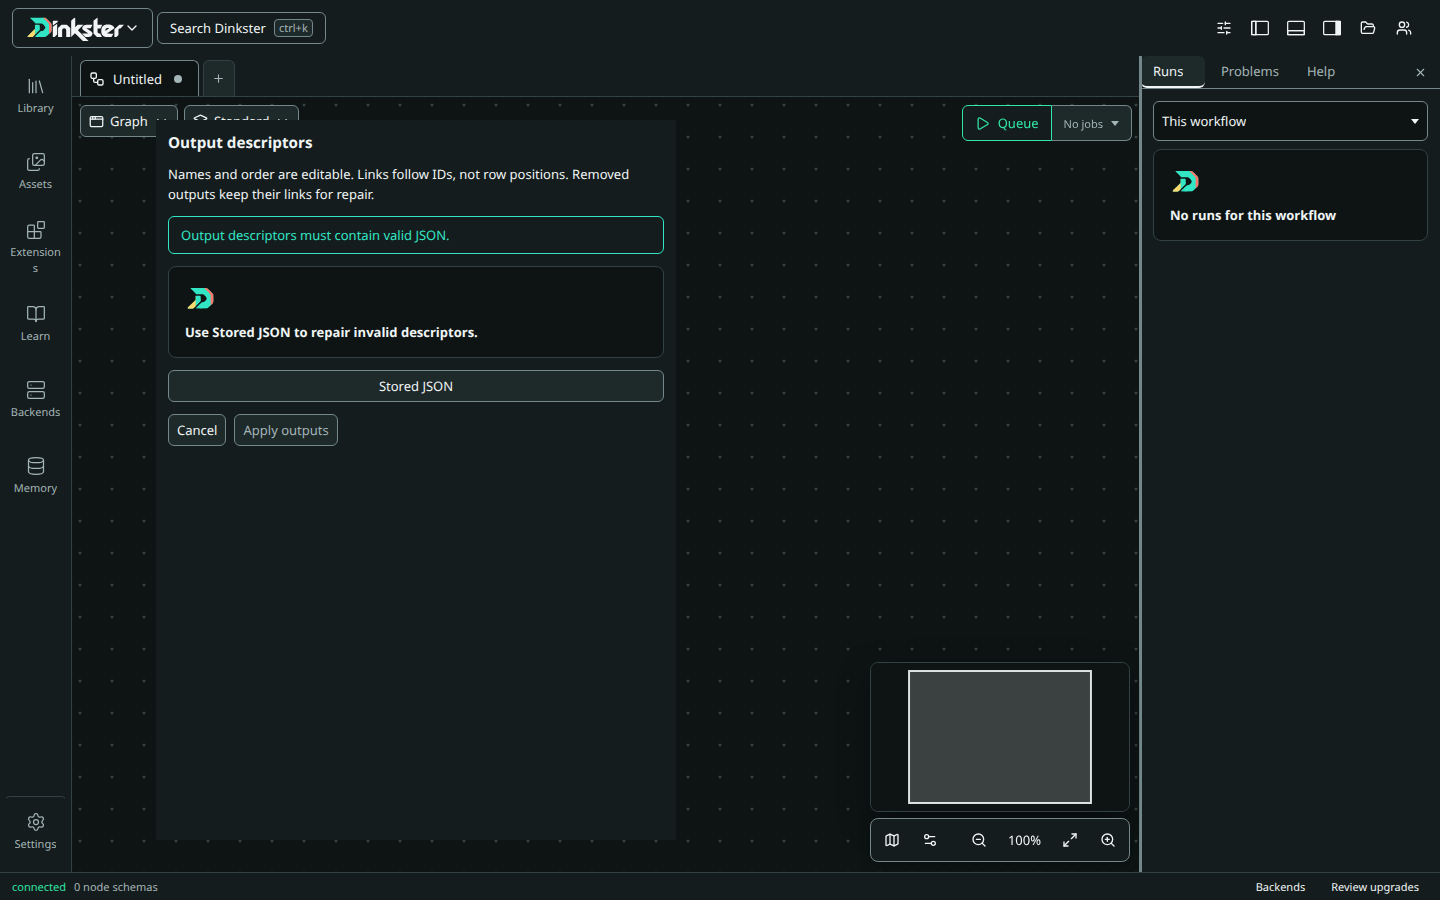 Dinkster
Search Dinkster ctrl+k
Library
Assets
Extension
s
Learn
Backends
Memory
Settings
Untitled
+
Graph
Standard
Output descriptors
Names and order are editable. Links follow IDs, not row positions. Removed
outputs keep their links for repair.
Output descriptors must contain valid JSON.
Use Stored JSON to repair invalid descriptors.
Stored JSON
Cancel Apply outputs
Queue No jobs
100%
Runs Problems Help
This workflow
No runs for this workflow
connected 0 node schemas
Backends Review upgrades